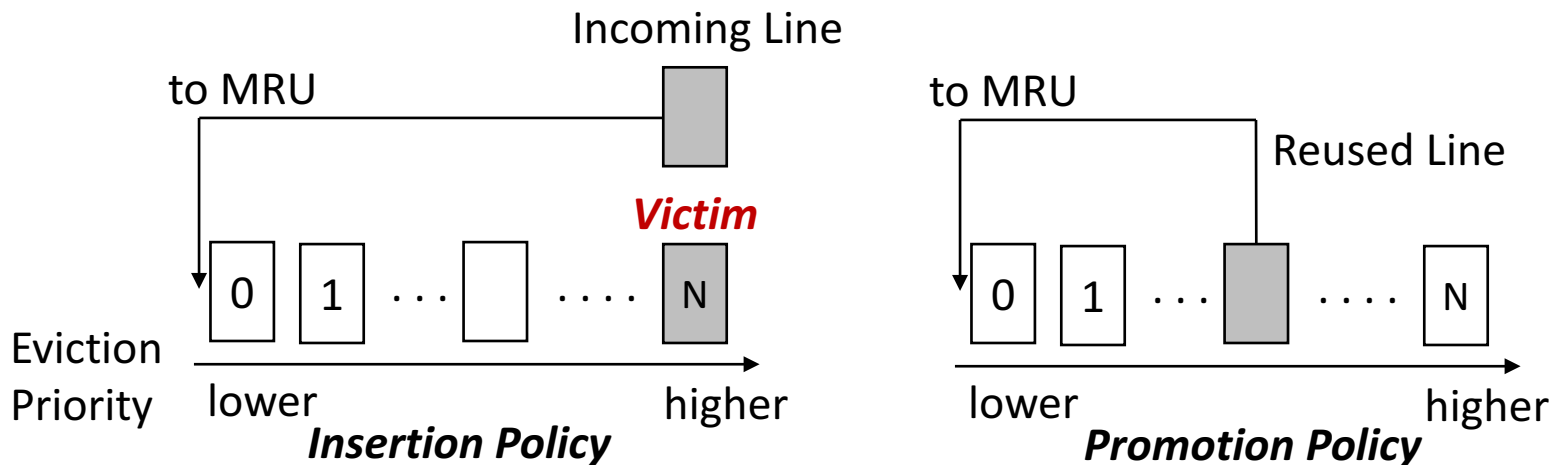 Incoming Line
to MRU
Victim
0 1 . . . . . . . N
Eviction
Priority
lower higher
Insertion Policy
to MRU
Reused Line
0 1 . . . . . . . N
lower higher
Promotion Policy